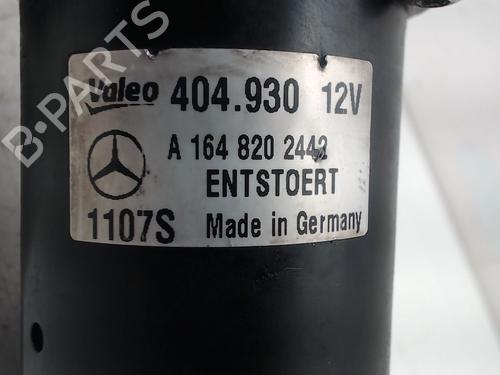 B-PARTS
Valeo 404.930 12V
A 164 820 2442
ENTSTOERT
1107S Made in Germany